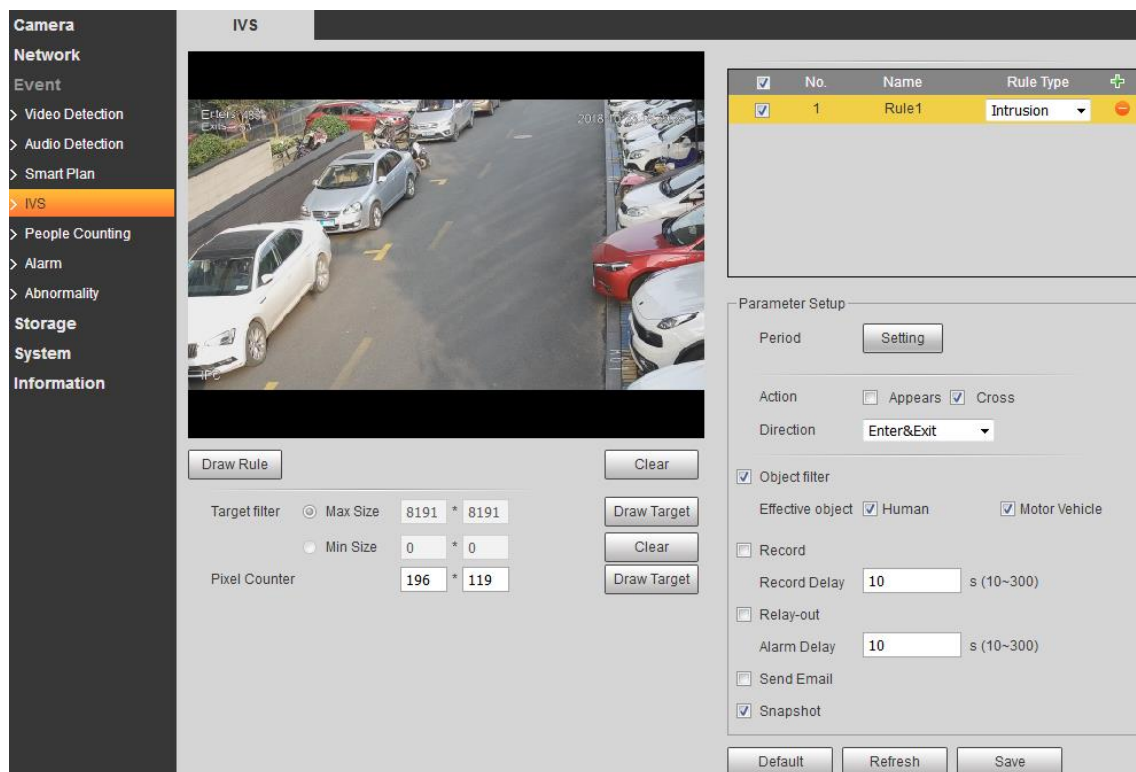 Camera
Network
Event
Video Detection
Audio Detection
Smart Plan
IVS
People Counting
Alarm
Abnormality
Storage
System
Information
IVS
Enters
Exits
IPC
Draw Rule
Clear
Target filter Max Size 8191 * 8191 Draw Target
Min Size 0 * 0 Clear
Pixel Counter 196 * 119 Draw Target
No. Name Rule Type
1 Rule1 Intrusion
Parameter Setup
Period Setting
Action Appears Cross
Direction Enter&Exit
Object filter
Effective object Human Motor Vehicle
Record
Record Delay 10 s (10~300)
Relay-out
Alarm Delay 10 s (10~300)
Send Email
Snapshot
Default Refresh Save